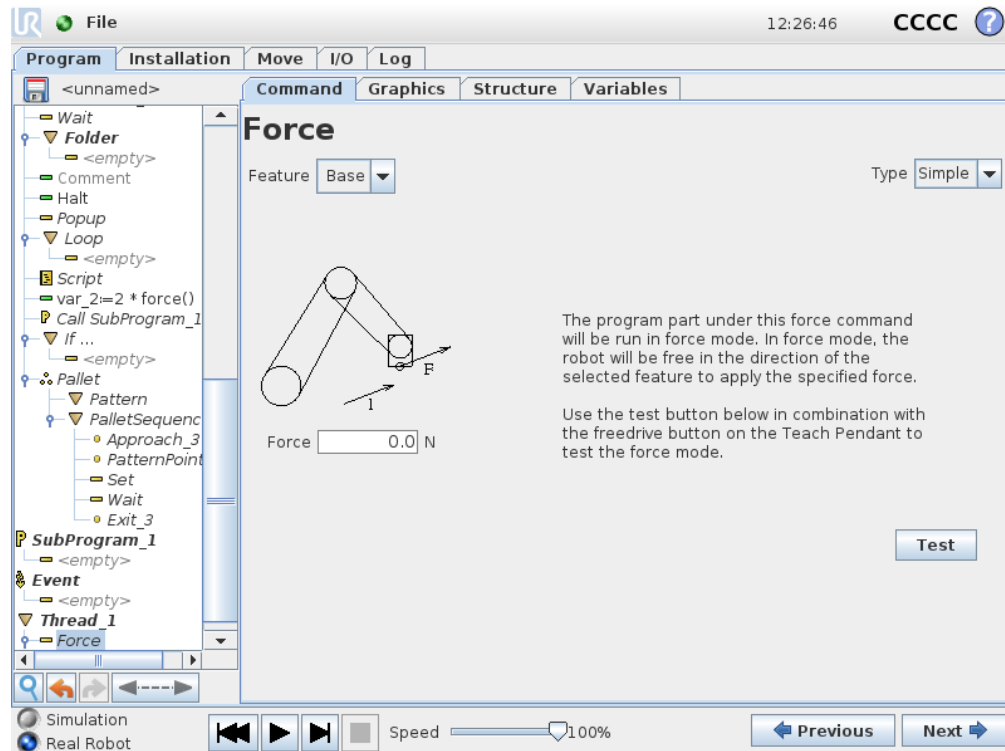 UR File 12:26:46 CCCC ?
Program Installation Move I/O Log
<unnamed>
Command Graphics Structure Variables
Wait
Folder
<empty>
Comment
Halt
Popup
Loop
<empty>
Script
var_2:=2 * force()
P Call SubProgram_1
If ...
<empty>
Pallet
Pattern
PalletSequenc
Approach_3
PatternPoint
Set
Wait
Exit_3
P SubProgram_1
<empty>
Event
<empty>
Thread_1
Force
Force
Feature Base Type Simple
F
1
Force 0.0 N
The program part under this force command
will be run in force mode. In force mode, the
robot will be free in the direction of the
selected feature to apply the specified force.
Use the test button below in combination with
the freedrive button on the Teach Pendant to
test the force mode.
Test
Simulation
Real Robot
Speed 100%
Previous Next